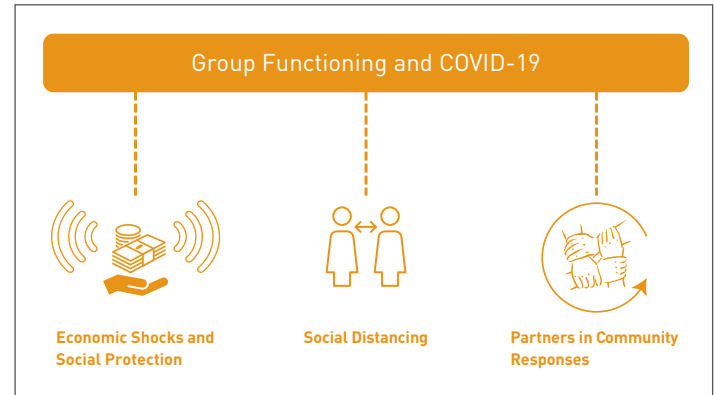 Group Functioning and COVID-19
Economic Shocks and
Social Protection
Social Distancing
Partners in Community
Responses